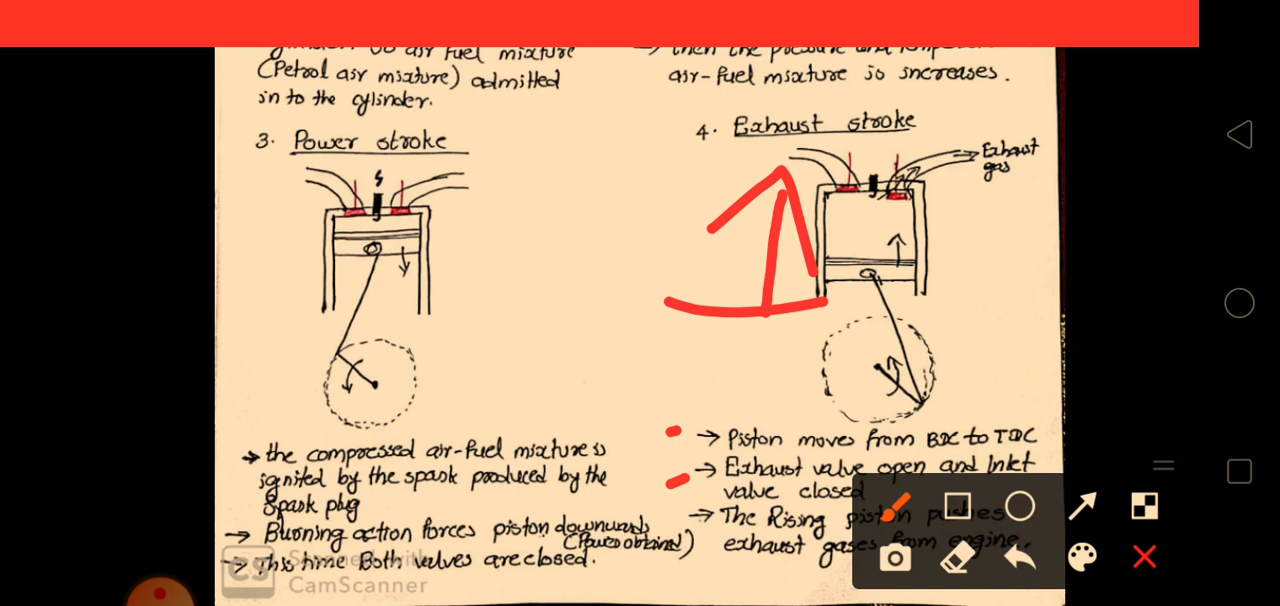 air fuel mixture
(Petrol air mixture) admitted
in to the cylinder.
3. Power stroke
the compressed air-fuel mixture is
ignited by the spark produced by the
Spark plug
→ Burning action forces piston downwards
(Power obtained)
→ This time Both valves are closed.
CS Scanned with
CamScanner
then the pressure and
air-fuel mixture is increases.
4. Exhaust stroke
Exhaust
gas
→ Piston moves from BDC to TDC
→ Exhaust valve open and Inlet
valve closed
→ The Rising piston pushes
exhaust gases from engine.